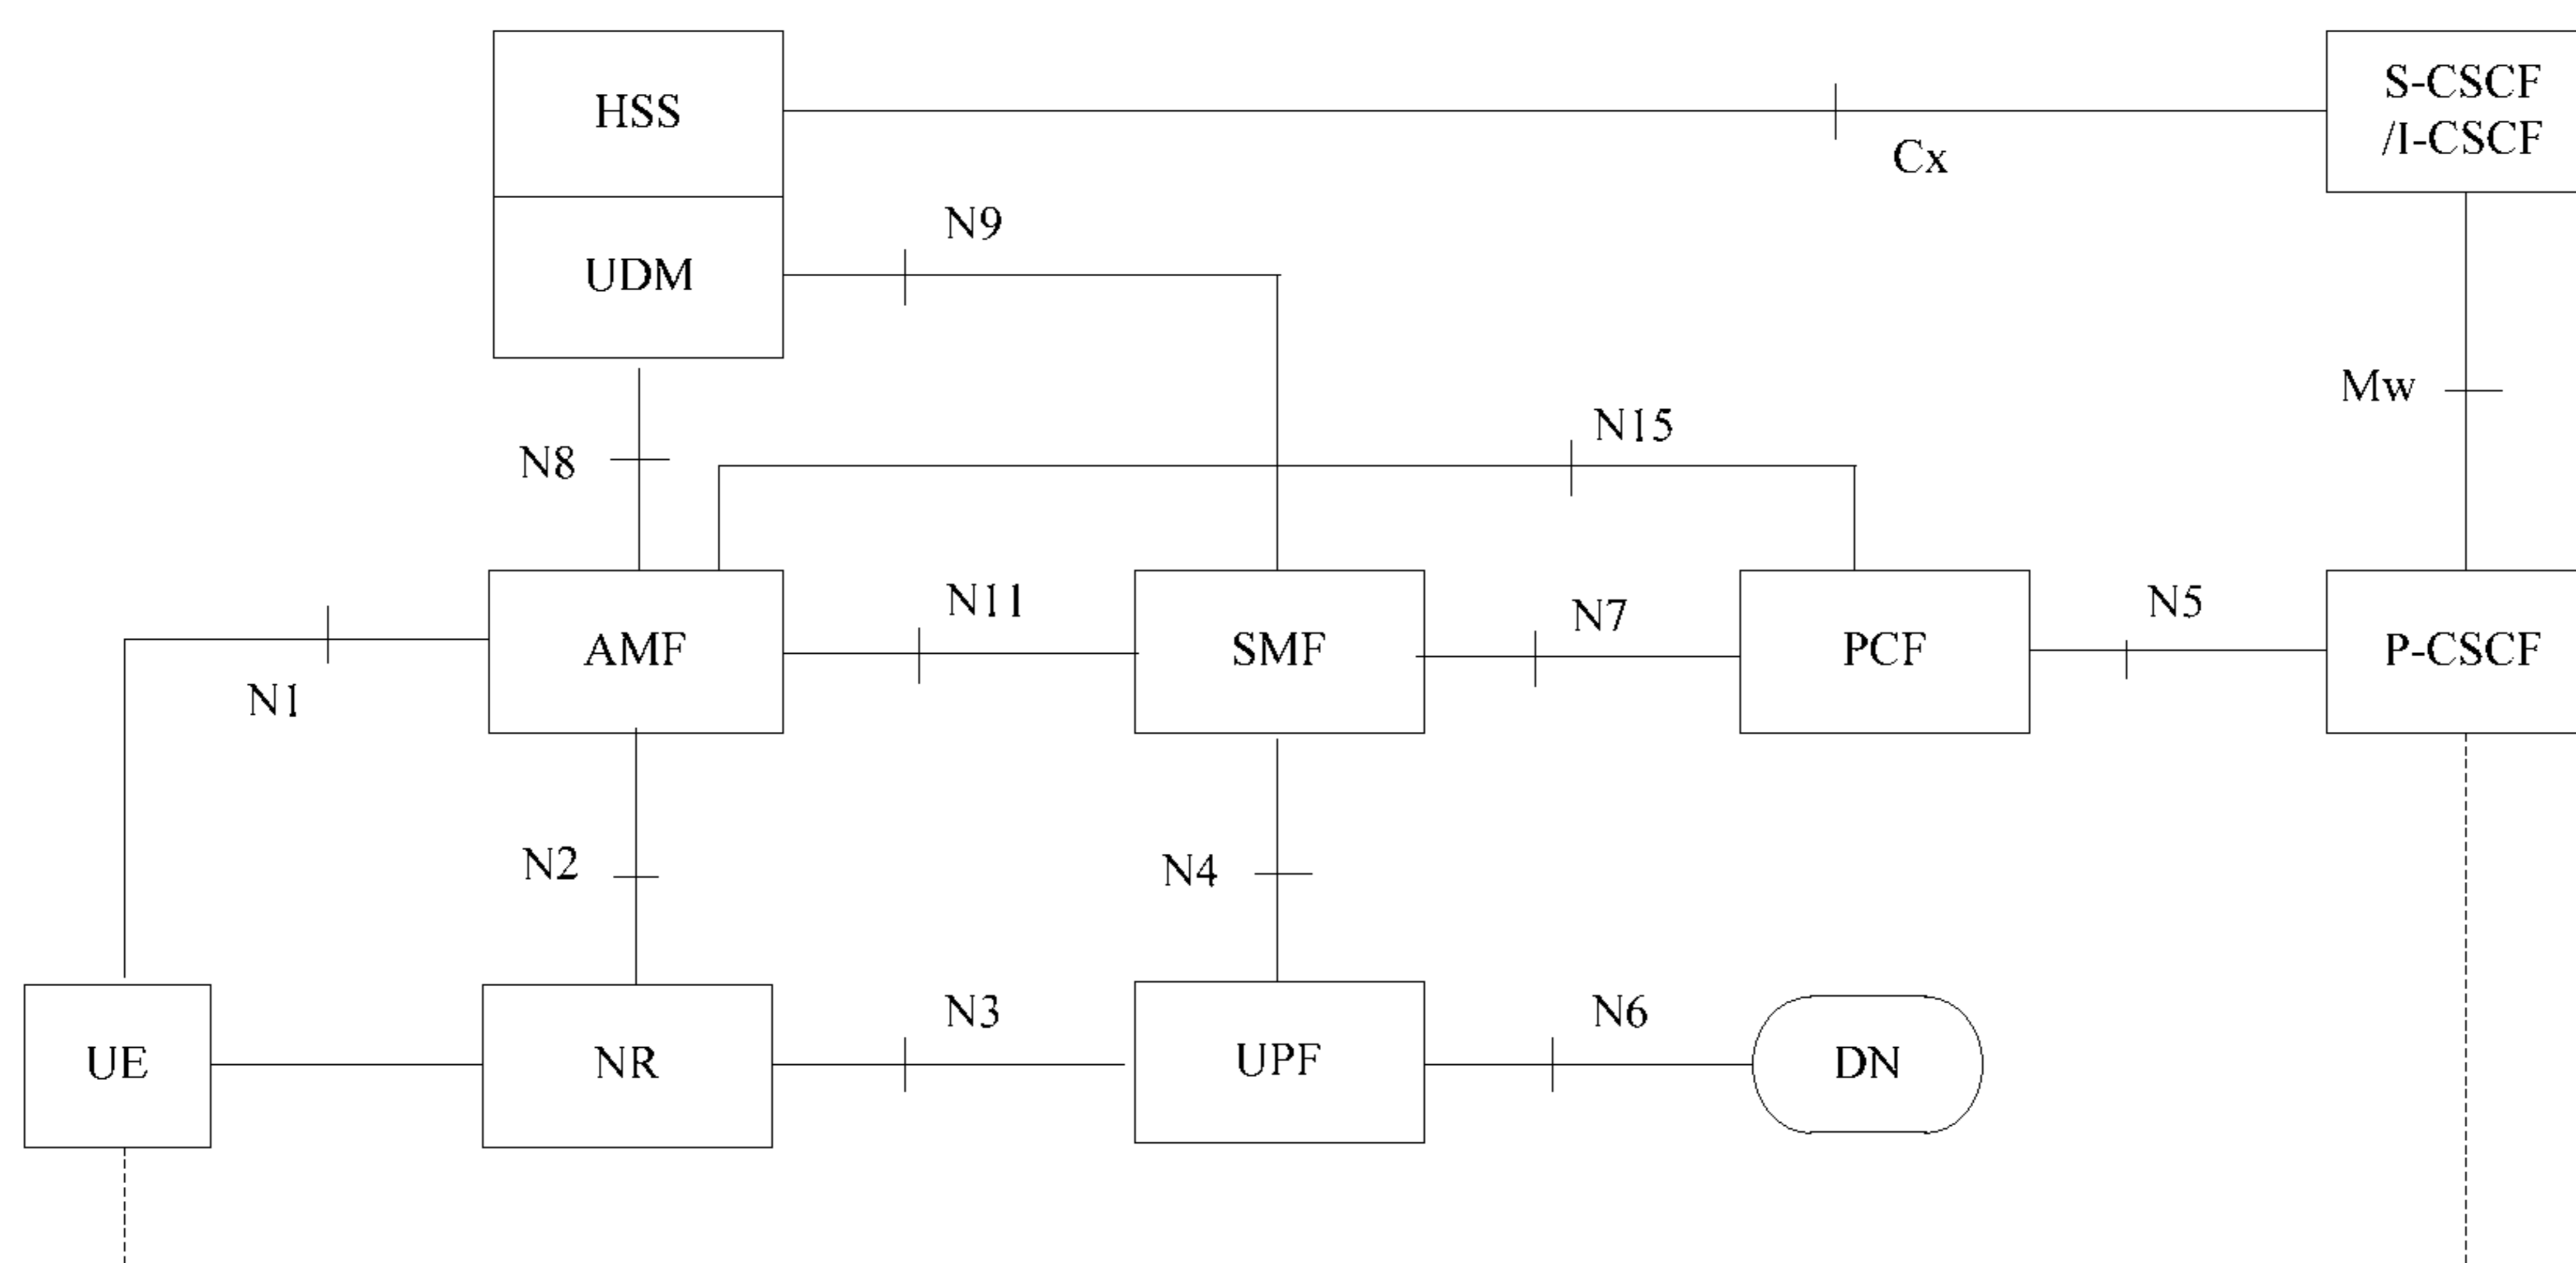 HSS
S-CSCF
/I-CSCF
Cx
N9
UDM
Mw
N15
N8
N11
N7
N5
AMF
SMF
PCF
P-CSCF
N1
N2
N4
N3
N6
UE
NR
UPF
DN